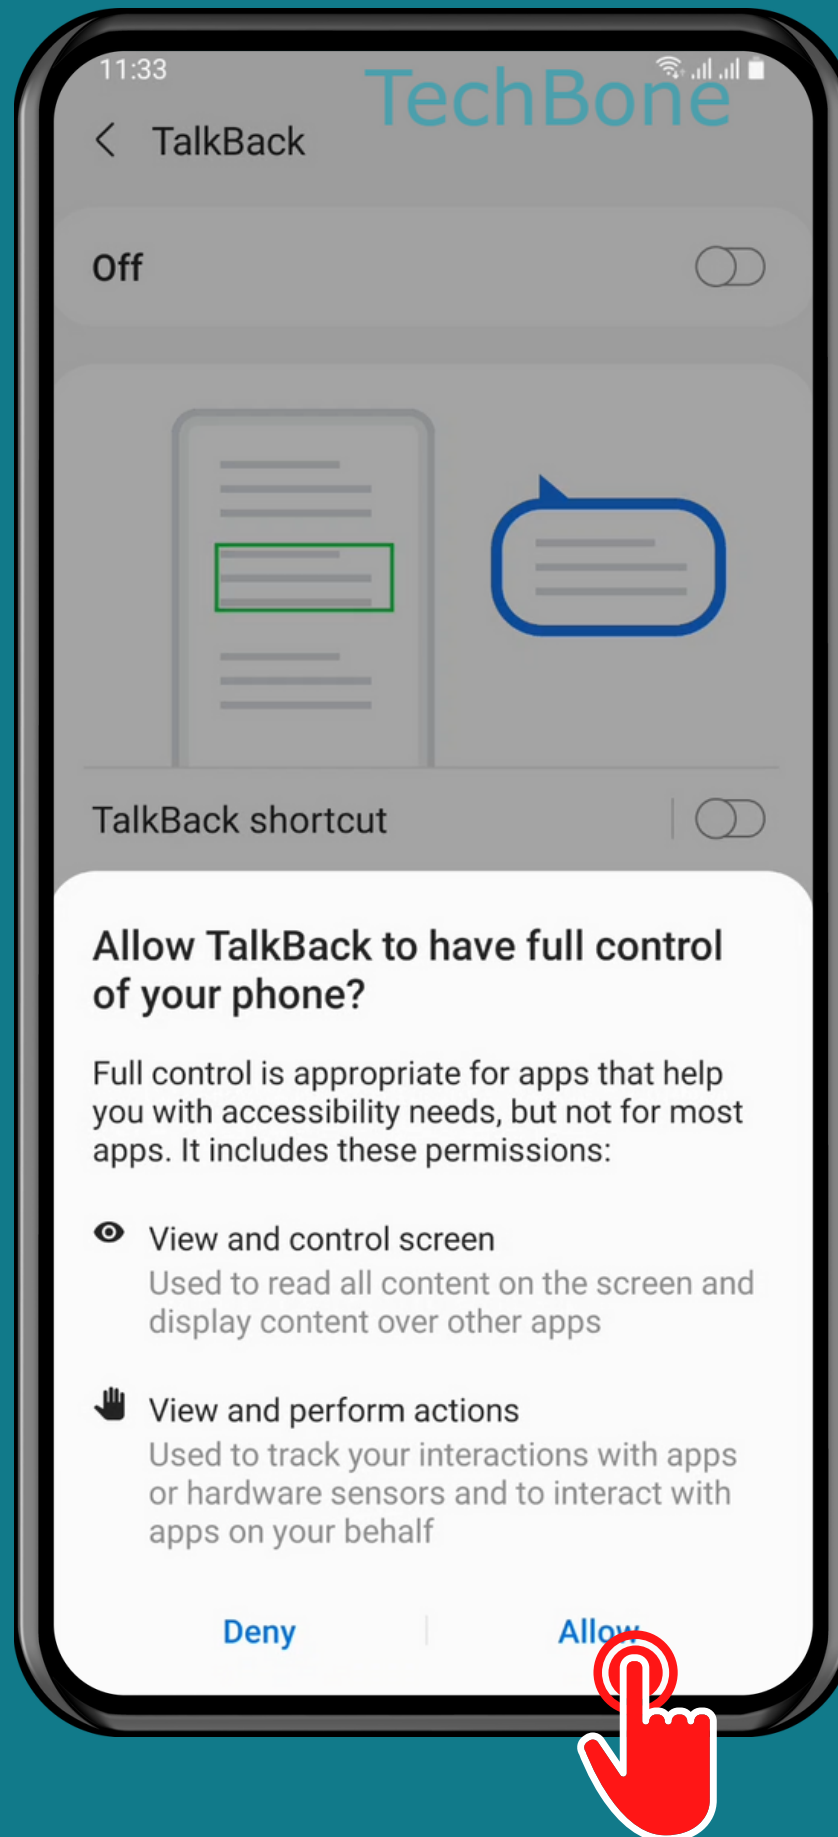 11:33
TechBone
TalkBack
Off
TalkBack shortcut
Allow TalkBack to have full control
of your phone?
Full control is appropriate for apps that help
you with accessibility needs, but not for most
apps. It includes these permissions:
View and control screen
Used to read all content on the screen and
display content over other apps
View and perform actions
Used to track your interactions with apps
or hardware sensors and to interact with
apps on your behalf
Deny
Allow